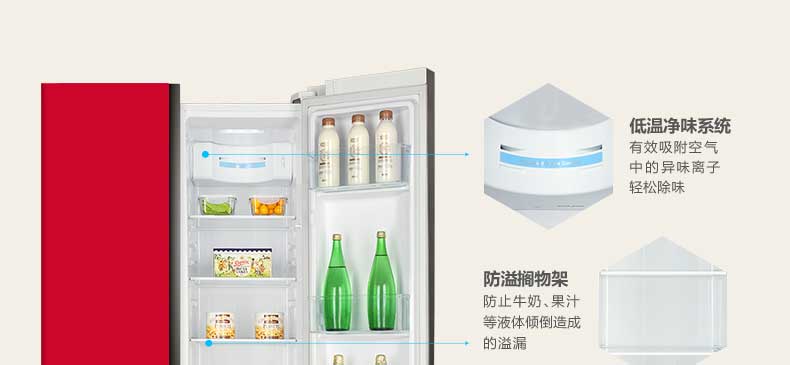 低温净味系统
有效吸附空气
中的异味离子
轻松除味
防溢搁物架
防止牛奶、果汁
等液体倾倒造成
的溢漏